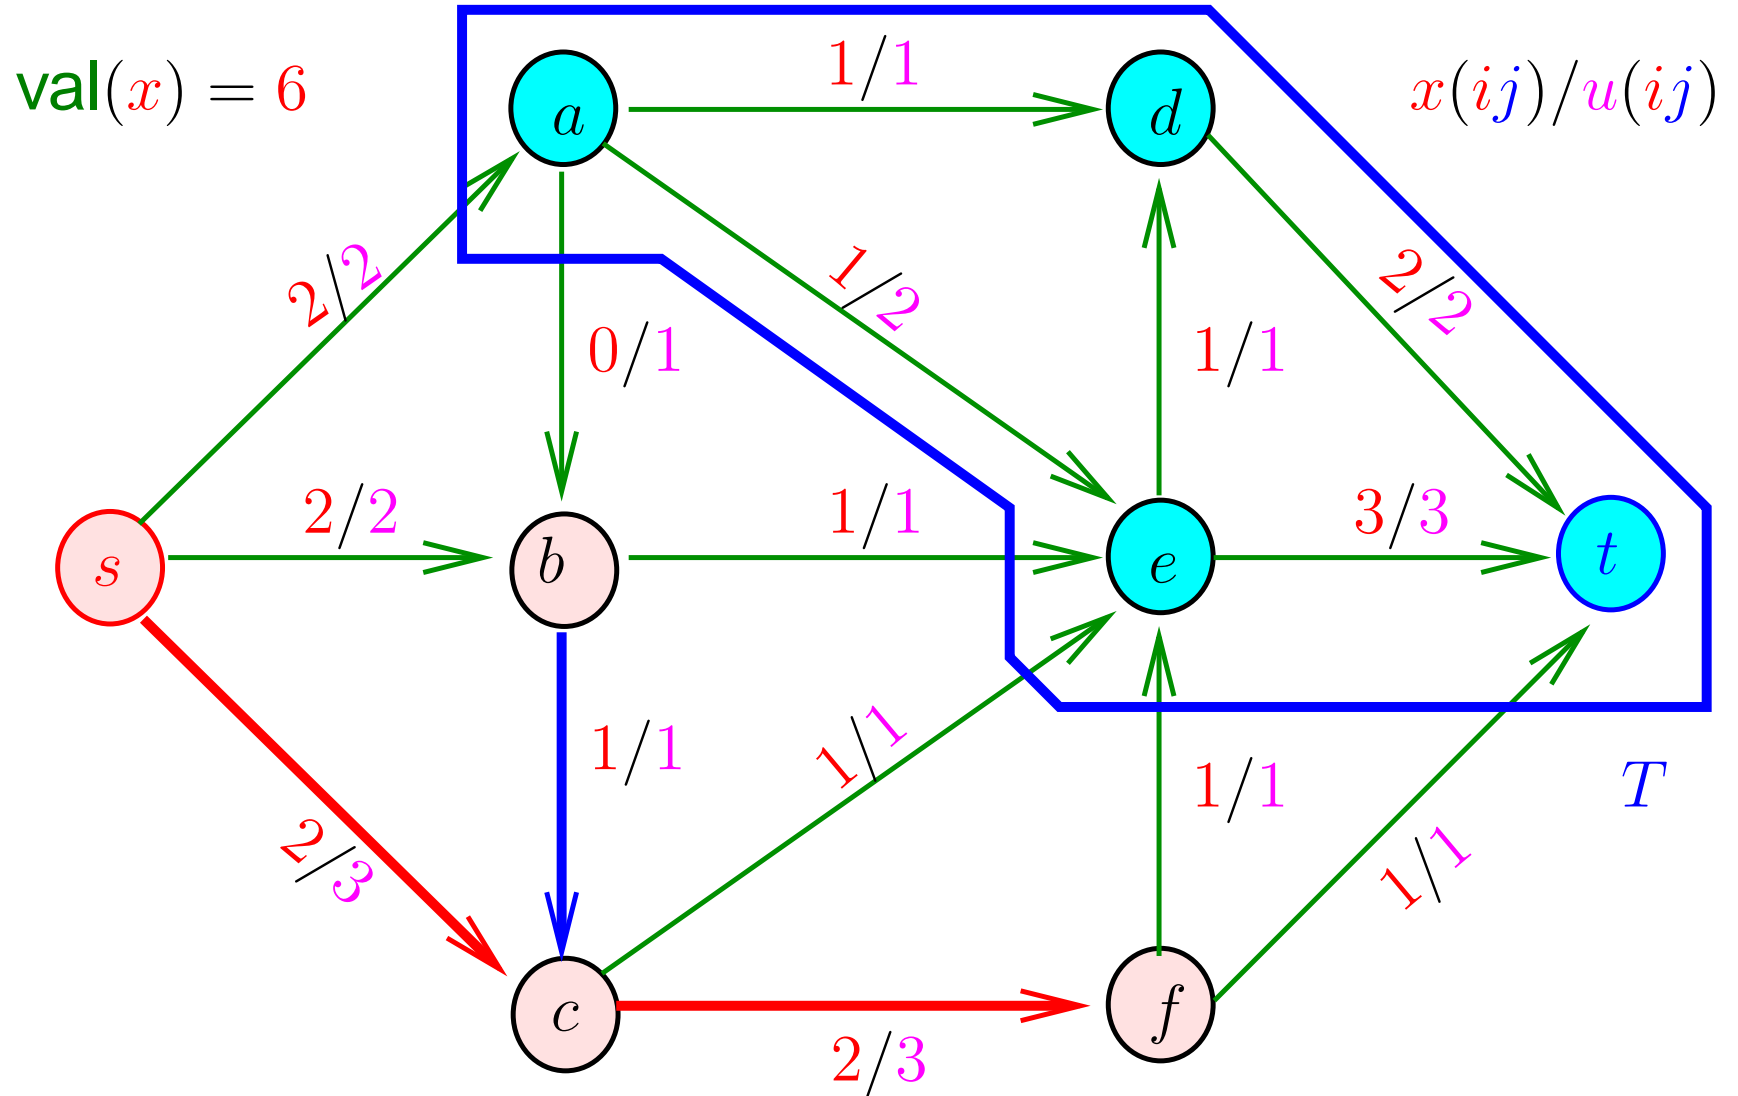 val(x) = 6
x(ij)/u(ij)
a
1/1
d
2/2
0/1
1/2
1/1
2/2
s
2/2
b
1/1
e
3/3
t
1/1
1/1
1/1
T
2/3
1/1
c
2/3
f